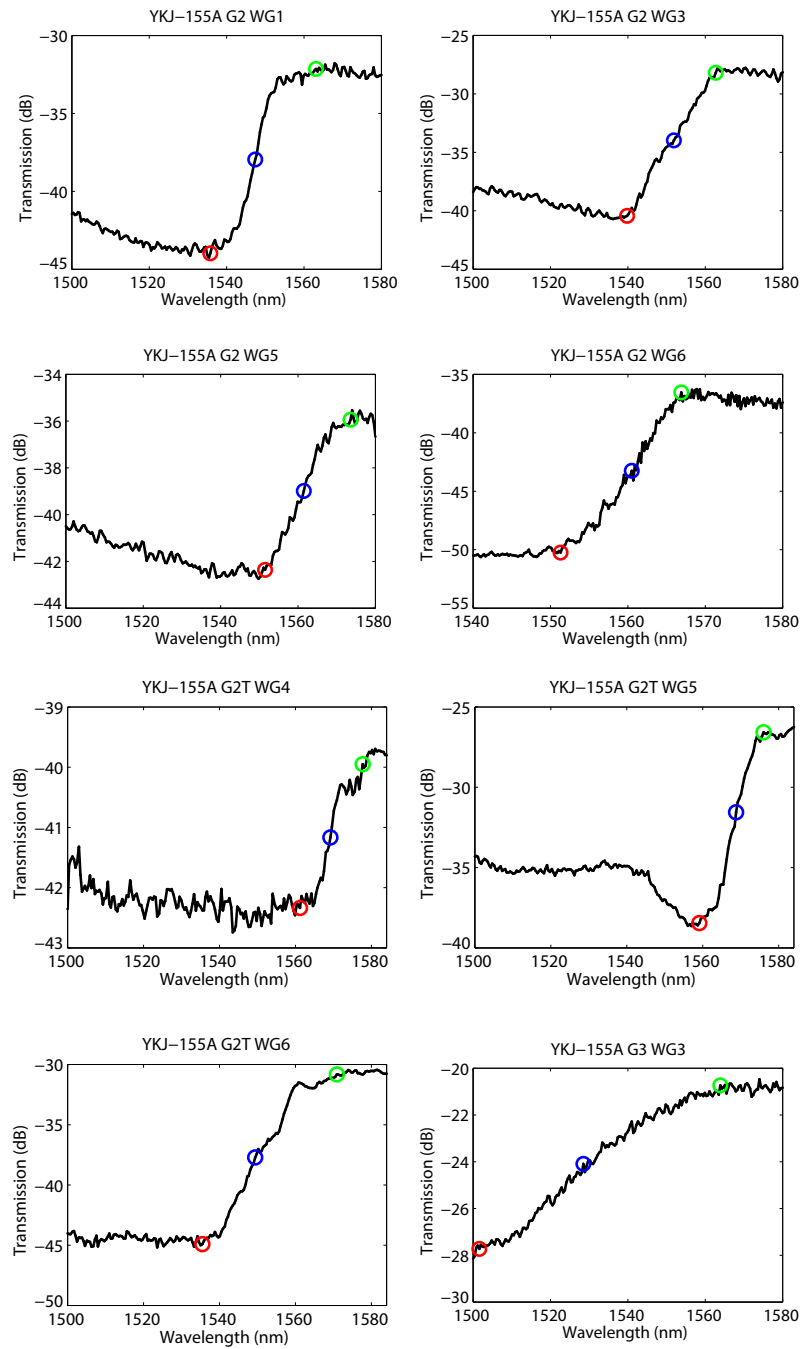 YKJ−155A G2 WG1
−30
−35
−40
−45
Transmission (dB)
1500 1520 1540 1560 1580
Wavelength (nm)
YKJ−155A G2 WG3
−25
−30
−35
−40
−45
Transmission (dB)
1500 1520 1540 1560 1580
Wavelength (nm)
YKJ−155A G2 WG5
−34
−36
−38
−40
−42
−44
Transmission (dB)
1500 1520 1540 1560 1580
Wavelength (nm)
YKJ−155A G2 WG6
−35
−40
−45
−50
−55
Transmission (dB)
1540 1550 1560 1570 1580
Wavelength (nm)
YKJ−155A G2T WG4
−39
−40
−41
−42
−43
Transmission (dB)
1500 1520 1540 1560 1580
Wavelength (nm)
YKJ−155A G2T WG5
−25
−30
−35
−40
Transmission (dB)
1500 1520 1540 1560 1580
Wavelength (nm)
YKJ−155A G2T WG6
−30
−35
−40
−45
−50
Transmission (dB)
1500 1520 1540 1560 1580
Wavelength (nm)
YKJ−155A G3 WG3
−20
−22
−24
−26
−28
−30
Transmission (dB)
1500 1520 1540 1560 1580
Wavelength (nm)